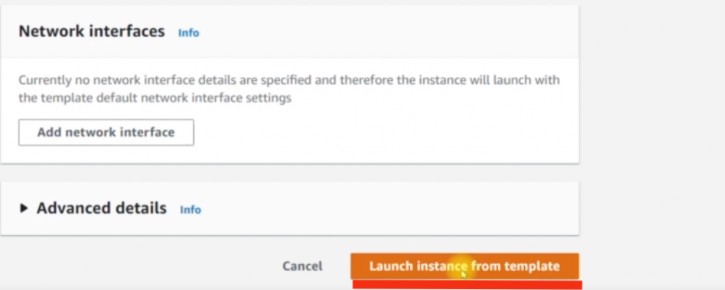 Network interfaces Info
Currently no network interface details are specified and therefore the instance will launch with
the template default network interface settings
Add network interface
Advanced details Info
Cancel Launch instance from template